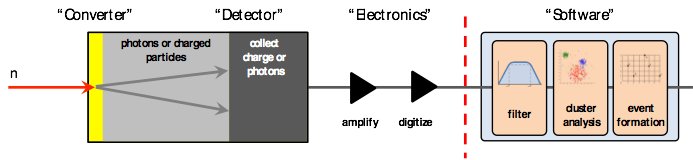 “Converter” “Detector” “Electronics” “Software”
photons or charged
particles
collect
charge or
photons
n
amplify digitize
filter
cluster
analysis
event
formation